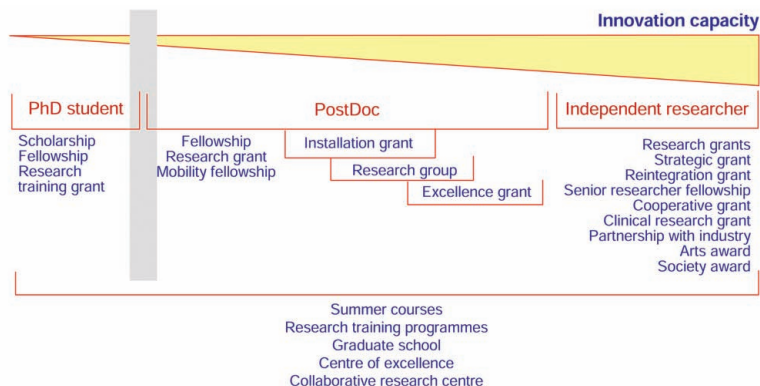 Innovation capacity
PhD student
PostDoc
Independent researcher
Scholarship
Fellowship
Research
training grant
Fellowship
Research grant
Mobility fellowship
Installation grant
Research group
Excellence grant
Research grants
Strategic grant
Reintegration grant
Senior researcher fellowship
Cooperative grant
Clinical research grant
Partnership with industry
Arts award
Society award
Summer courses
Research training programmes
Graduate school
Centre of excellence
Collaborative research centre